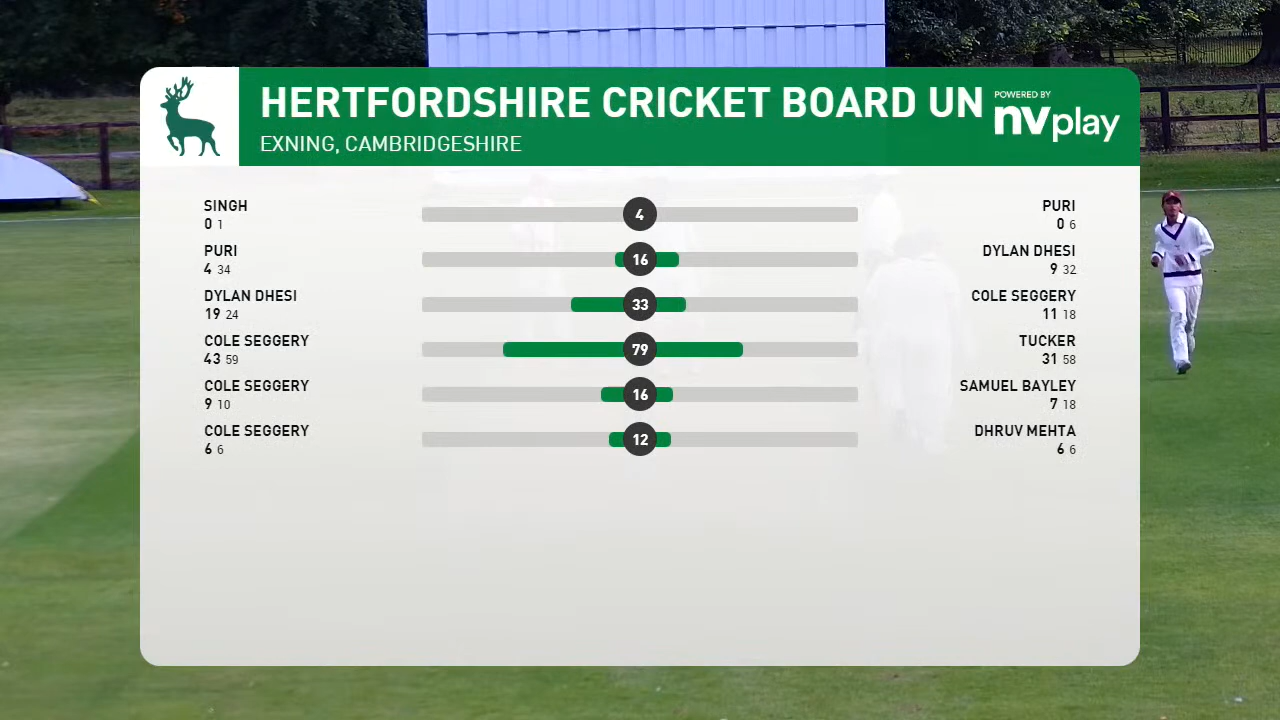 HERTFORDSHIRE CRICKET BOARD UN
EXNING, CAMBRIDGESHIRE
POWERED BY
nvplay
SINGH 4 PURI
0 1 0 6
PURI 16 DYLAN DHESI
4 34 9 32
DYLAN DHESI 33 COLE SEGGERY
19 24 11 18
COLE SEGGERY 79 TUCKER
43 59 31 58
COLE SEGGERY 16 SAMUEL BAYLEY
9 10 7 18
COLE SEGGERY 12 DHRUV MEHTA
6 6 6 6